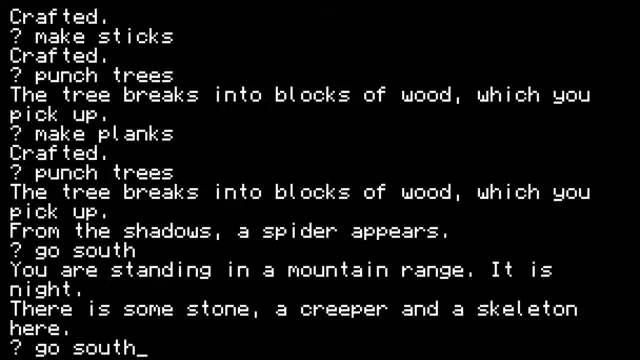 Crafted.
? make sticks
Crafted.
? punch trees
The tree breaks into blocks of wood, which you
pick up.
? make planks
Crafted.
? punch trees
The tree breaks into blocks of wood, which you
pick up.
From the shadows, a spider appears.
? go south
You are standing in a mountain range. It is
night.
There is some stone, a creeper and a skeleton
here.
? go south_